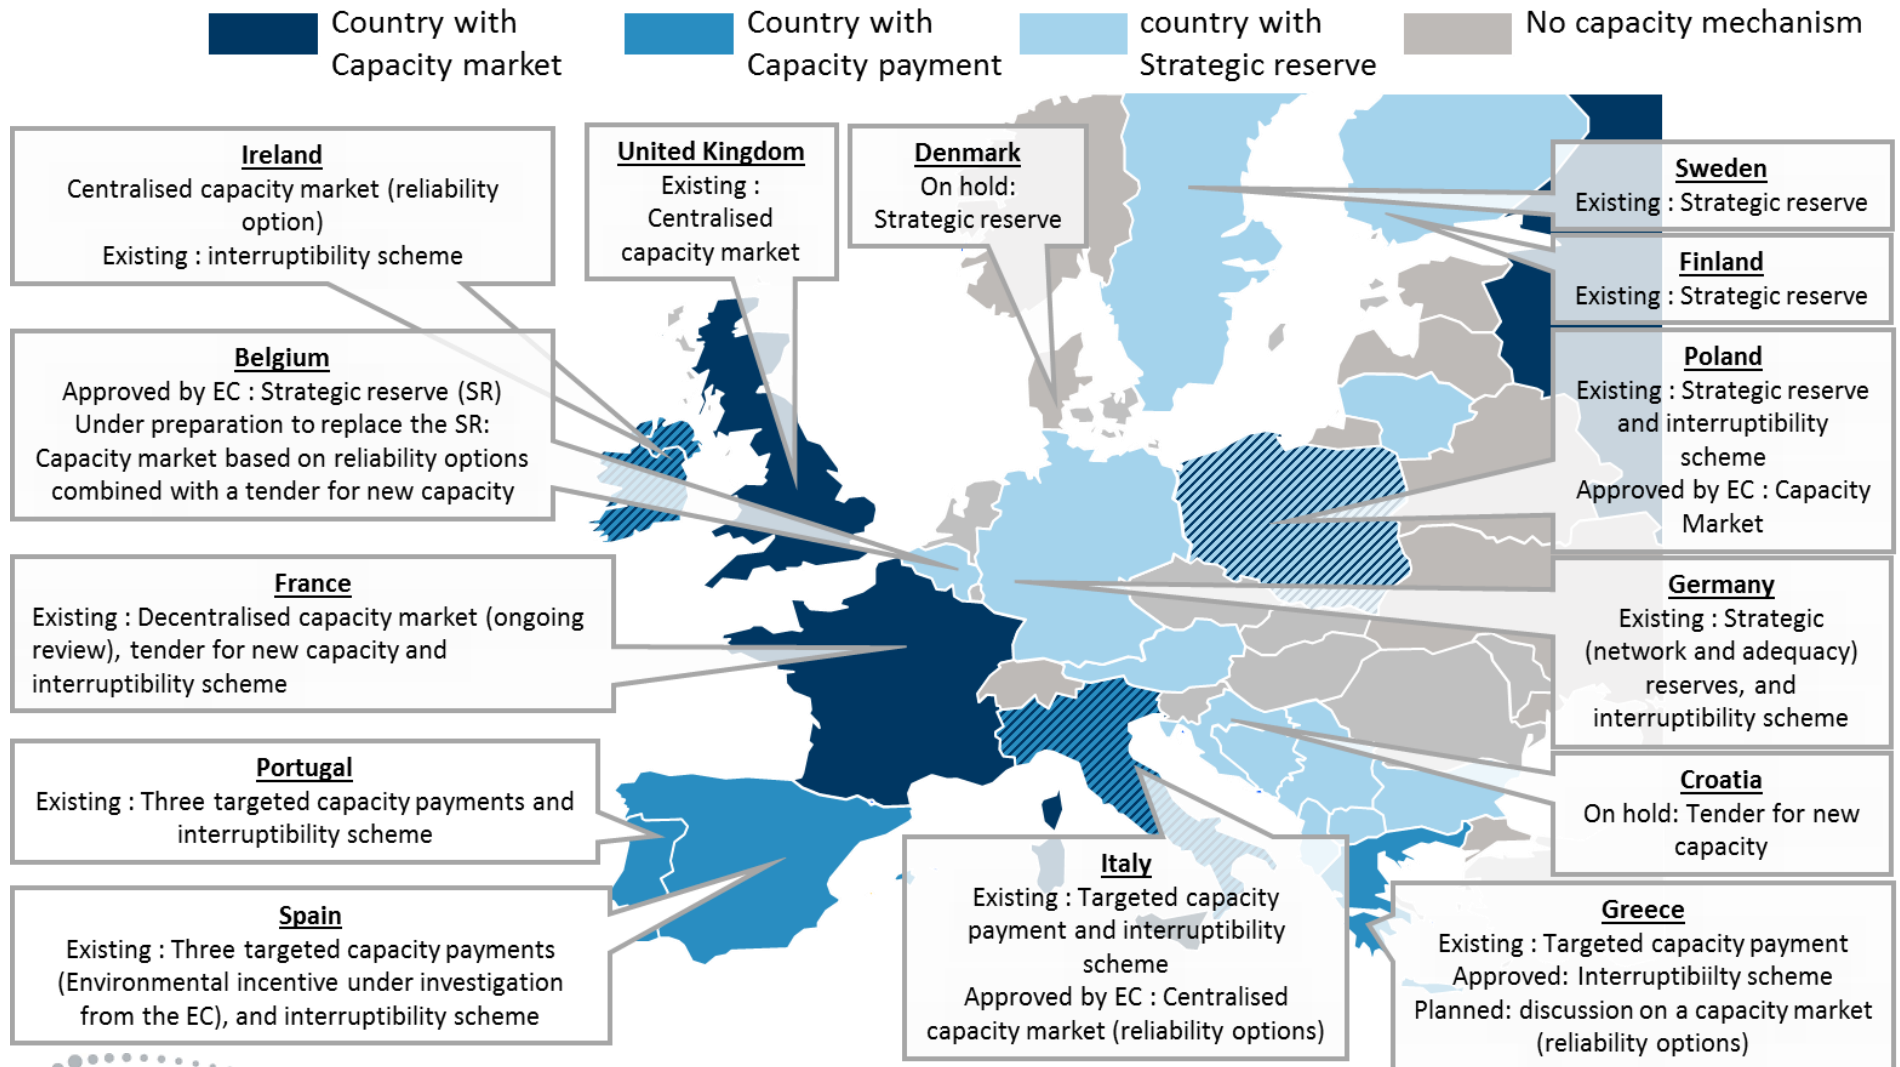 Country with
Capacity market
Country with
Capacity payment
country with
Strategic reserve
No capacity mechanism
Ireland
Centralised capacity market (reliability
option)
Existing : interruptibility scheme
United Kingdom
Existing :
Centralised
capacity market
Denmark
On hold:
Strategic reserve
Sweden
Existing : Strategic reserve
Finland
Existing : Strategic reserve
Belgium
Approved by EC : Strategic reserve (SR)
Under preparation to replace the SR:
Capacity market based on reliability options
combined with a tender for new capacity
Poland
Existing : Strategic reserve
and interruptibility
scheme
Approved by EC : Capacity
Market
France
Existing : Decentralised capacity market (ongoing
review), tender for new capacity and
interruptibility scheme
Germany
Existing : Strategic
(network and adequacy)
reserves, and
interruptibility scheme
Portugal
Existing : Three targeted capacity payments and
interruptibility scheme
Croatia
On hold: Tender for new
capacity
Spain
Existing : Three targeted capacity payments
(Environmental incentive under investigation
from the EC), and interruptibility scheme
Italy
Existing : Targeted capacity
payment and interruptibility
scheme
Approved by EC : Centralised
capacity market (reliability options)
Greece
Existing : Targeted capacity payment
Approved: Interruptibiilty scheme
Planned: discussion on a capacity market
(reliability options)